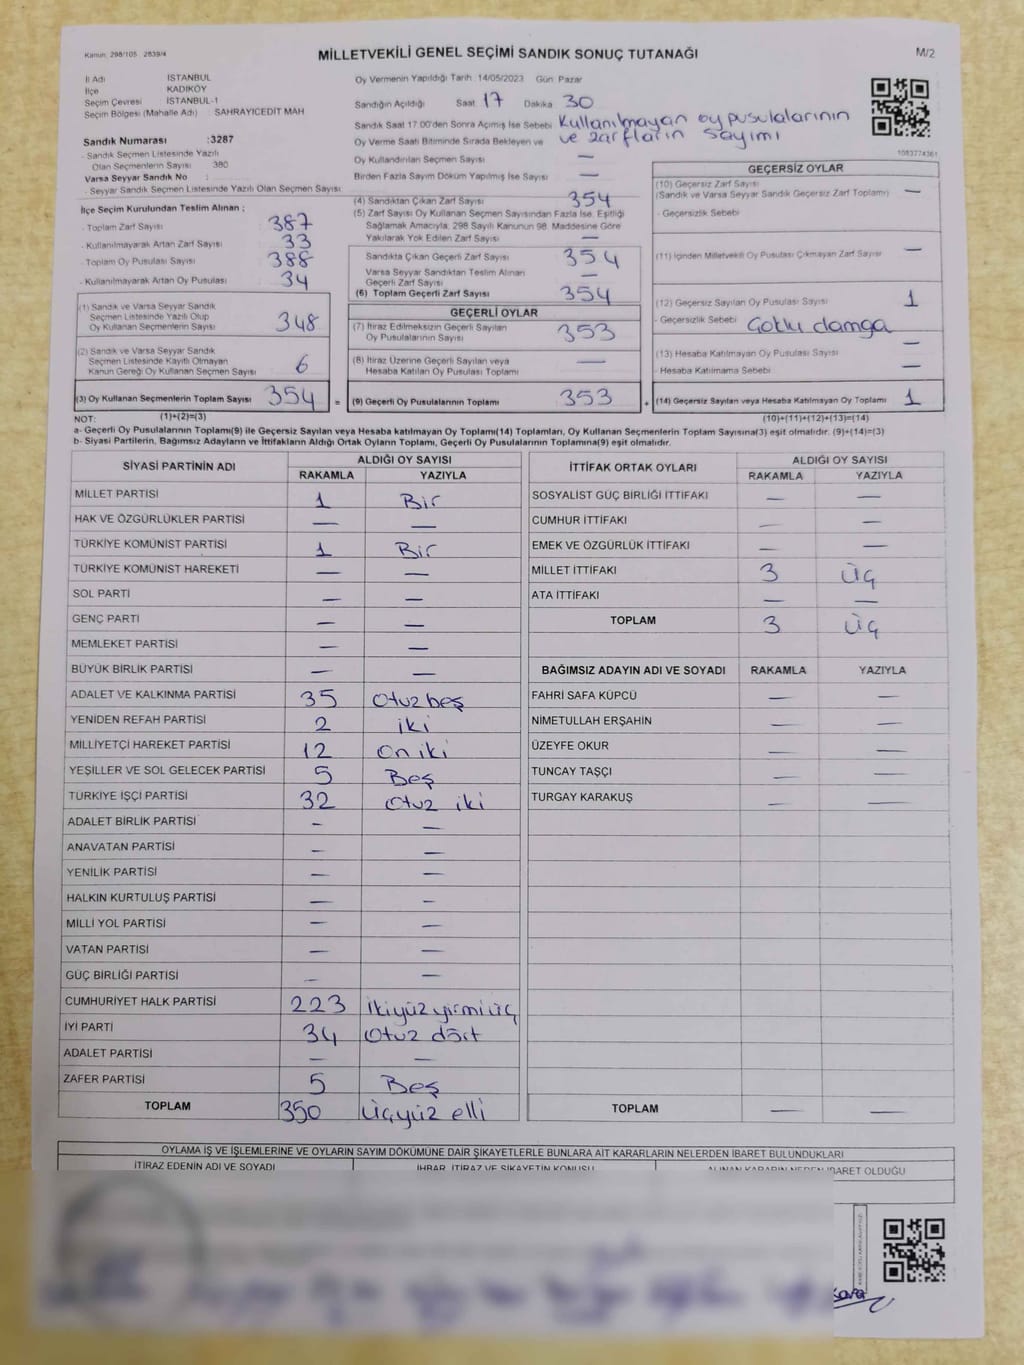 Kanun: 298/105 2839/4
MİLLETVEKİLİ GENEL SEÇİMİ SANDIK SONUÇ TUTANAĞI
M/2
İl Adı İSTANBUL
İlçe KADIKÖY
Seçim Çevresi İSTANBUL-1
Seçim Bölgesi (Mahalle Adı) : SAHRAYICEDİT MAH
Sandık Numarası :3287
- Sandık Seçmen Listesinde Yazılı
Olan Seçmenlerin Sayısı : 380
Varsa Seyyar Sandık No :
- Seyyar Sandık Seçmen Listesinde Yazılı Olan Seçmen Sayısı:
Oy Vermenin Yapıldığı Tarih: 14/05/2023 Gün: Pazar
Sandığın Açıldığı Saat 17 Dakika 30
Sandık Saat 17:00'den Sonra Açımış İse Sebebi Kullanılmayan oy pusulalarının
ve zarfların sayımı
Oy Verme Saati Bitiminde Sırada Bekleyen ve
Oy Kullandırılan Seçmen Sayısı —
Birden Fazla Sayım Döküm Yapılmış İse Sayısı —
1083774361
İlçe Seçim Kurulundan Teslim Alınan ;
- Toplam Zarf Sayısı 387
- Kullanılmayarak Artan Zarf Sayısı 33
- Toplam Oy Pusulası Sayısı 388
- Kullanılmayarak Artan Oy Pusulası 34
(1) Sandık ve Varsa Seyyar Sandık
Seçmen Listesinde Yazılı Olup
Oy Kullanan Seçmenlerin Sayısı 348
(2) Sandık ve Varsa Seyyar Sandık
Seçmen Listesinde Kayıtlı Olmayan
Kanun Gereği Oy Kullanan Seçmen Sayısı 6
(3) Oy Kullanan Seçmenlerin Toplam Sayısı 354 =
(4) Sandıktan Çıkan Zarf Sayısı 354
(5) Zarf Sayısı Oy Kullanan Seçmen Sayısından Fazla İse, Eşitliği
Sağlamak Amacıyla; 298 Sayılı Kanunun 98. Maddesine Göre
Yakılarak Yok Edilen Zarf Sayısı —
Sandıkta Çıkan Geçerli Zarf Sayısı 354
Varsa Seyyar Sandıktan Teslim Alınan
Geçerli Zarf Sayısı —
(6) Toplam Geçerli Zarf Sayısı 354
GEÇERLİ OYLAR
(7) İtiraz Edilmeksizin Geçerli Sayılan
Oy Pusulalarının Sayısı 353
(8) İtiraz Üzerine Geçerli Sayılan veya
Hesaba Katılan Oy Pusulası Toplamı —
(9) Geçerli Oy Pusulalarının Toplamı 353 +
GEÇERSİZ OYLAR
(10) Geçersiz Zarf Sayısı
(Sandık ve Varsa Seyyar Sandık Geçersiz Zarf Toplamı) —
- Geçersizlik Sebebi
(11) İçinden Milletvekili Oy Pusulası Çıkmayan Zarf Sayısı —
(12) Geçersiz Sayılan Oy Pusulası Sayısı 1
- Geçersizlik Sebebi Çoklu damga
(13) Hesaba Katılmayan Oy Pusulası Sayısı —
- Hesaba Katılmama Sebebi —
(14) Geçersiz Sayılan veya Hesaba Katılmayan Oy Toplamı 1
NOT: (1)+(2)=(3) (10)+(11)+(12)+(13)=(14)
a- Geçerli Oy Pusulalarının Toplamı(9) ile Geçersiz Sayılan veya Hesaba katılmayan Oy Toplamı(14) Toplamları, Oy Kullanan Seçmenlerin Toplam Sayısına(3) eşit olmalıdır. (9)+(14)=(3)
b- Siyasi Partilerin, Bağımsız Adayların ve İttifakların Aldığı Ortak Oyların Toplamı, Geçerli Oy Pusulalarının Toplamına(9) eşit olmalıdır.
SİYASİ PARTİNİN ADI ALDIĞI OY SAYISI
RAKAMLA YAZIYLA
MİLLET PARTİSİ 1 Bir
HAK VE ÖZGÜRLÜKLER PARTİSİ — —
TÜRKİYE KOMÜNİST PARTİSİ 1 Bir
TÜRKİYE KOMÜNİST HAREKETİ — —
SOL PARTİ — —
GENÇ PARTİ — —
MEMLEKET PARTİSİ — —
BÜYÜK BİRLİK PARTİSİ — —
ADALET VE KALKINMA PARTİSİ 35 Otuz beş
YENİDEN REFAH PARTİSİ 2 iki
MİLLİYETÇİ HAREKET PARTİSİ 12 on iki
YEŞİLLER VE SOL GELECEK PARTİSİ 5 Beş
TÜRKİYE İŞÇİ PARTİSİ 32 otuz iki
ADALET BİRLİK PARTİSİ — —
ANAVATAN PARTİSİ — —
YENİLİK PARTİSİ — —
HALKIN KURTULUŞ PARTİSİ — —
MİLLİ YOL PARTİSİ — —
VATAN PARTİSİ — —
GÜÇ BİRLİĞİ PARTİSİ — —
CUMHURİYET HALK PARTİSİ 223 ikiyüz yirmi üç
İYİ PARTİ 34 Otuz dört
ADALET PARTİSİ — —
ZAFER PARTİSİ 5 Beş
TOPLAM 350 üçyüz elli
İTTİFAK ORTAK OYLARI ALDIĞI OY SAYISI
RAKAMLA YAZIYLA
SOSYALİST GÜÇ BİRLİĞİ İTTİFAKI — —
CUMHUR İTTİFAKI — —
EMEK VE ÖZGÜRLÜK İTTİFAKI — —
MİLLET İTTİFAKI 3 üç
ATA İTTİFAKI — —
TOPLAM 3 üç
BAĞIMSIZ ADAYIN ADI VE SOYADI RAKAMLA YAZIYLA
FAHRİ SAFA KÜPCÜ — —
NİMETULLAH ERŞAHİN — —
ÜZEYFE OKUR — —
TUNCAY TAŞÇI — —
TURGAY KARAKUŞ — —
TOPLAM — —
OYLAMA İŞ VE İŞLEMLERİNE VE OYLARIN SAYIM DÖKÜMÜNE DAİR ŞİKAYETLERLE BUNLARA AİT KARARLARIN NELERDEN İBARET BULUNDUKLARI
İTİRAZ EDENİN ADI VE SOYADI İHBAR, İTİRAZ VE ŞİKAYETİN KONUSU ALINAN KARARIN NEDEN İBARET OLDUĞU